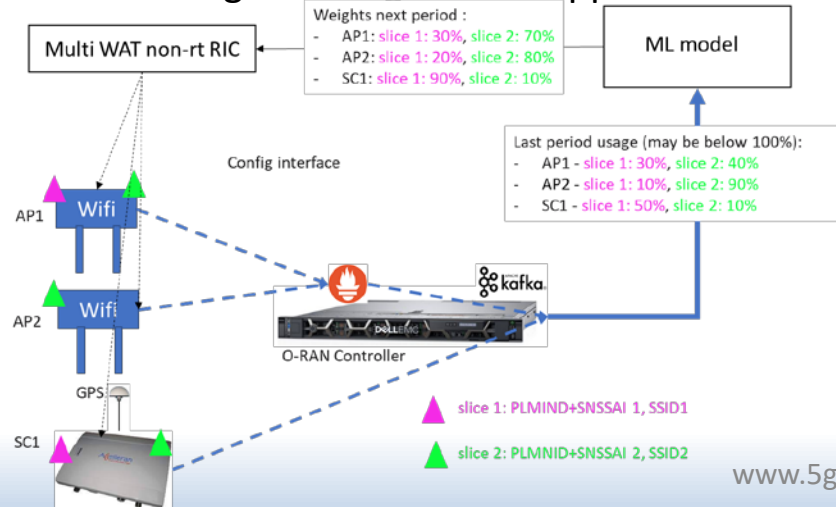 Weights next period :
- AP1: slice 1: 30%, slice 2: 70%
- AP2: slice 1: 20%, slice 2: 80%
- SC1: slice 1: 90%, slice 2: 10%
Multi WAT non-rt RIC
ML model
Last period usage (may be below 100%):
- AP1 - slice 1: 30%, slice 2: 40%
- AP2 - slice 1: 10%, slice 2: 90%
- SC1 - slice 1: 50%, slice 2: 10%
Config interface
AP1
Wifi
kafka
AP2
Wifi
DELLEMC
O-RAN Controller
GPS
SC1
slice 1: PLMIND+SNSSAI 1, SSID1
slice 2: PLMNID+SNSSAI 2, SSID2
www.5g